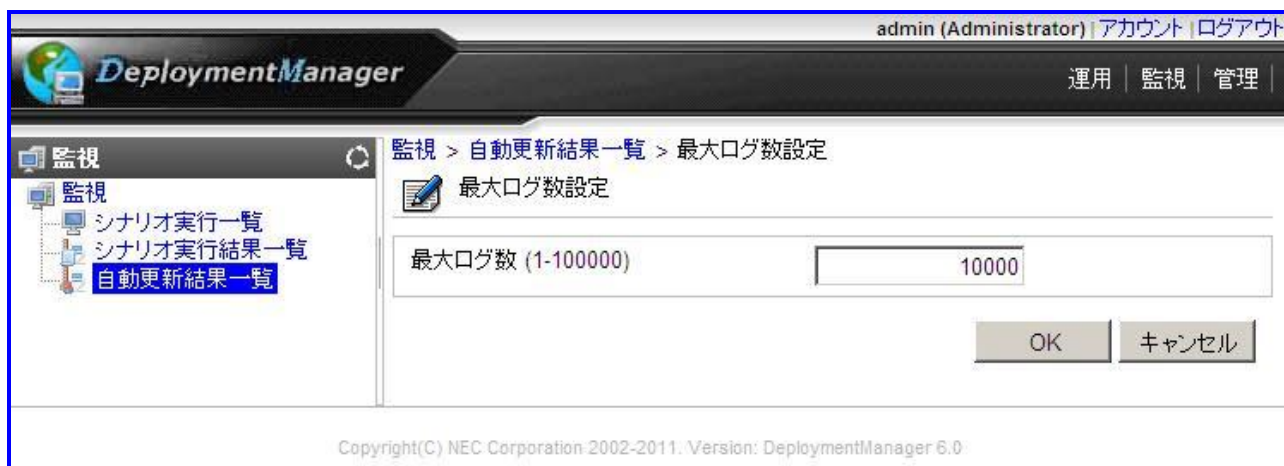 admin (Administrator) | アカウント | ログアウト
DeploymentManager
運用 | 監視 | 管理 |
監視
監視
シナリオ実行一覧
シナリオ実行結果一覧
自動更新結果一覧
監視 > 自動更新結果一覧 > 最大ログ数設定
最大ログ数設定
最大ログ数 (1-100000)
10000
OK
キャンセル
Copyright(C) NEC Corporation 2002-2011. Version: DeploymentManager 6.0